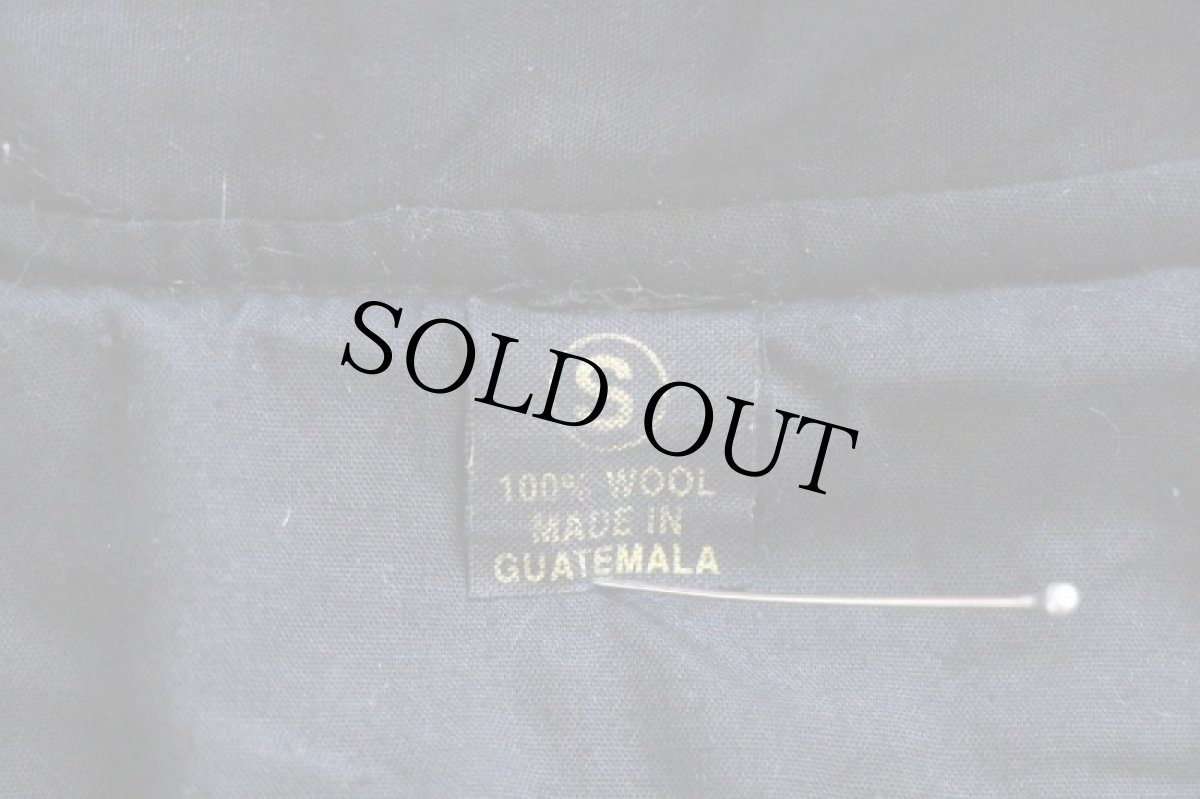 SOLD OUT
S
100% WOOL
MADE IN
GUATEMALA